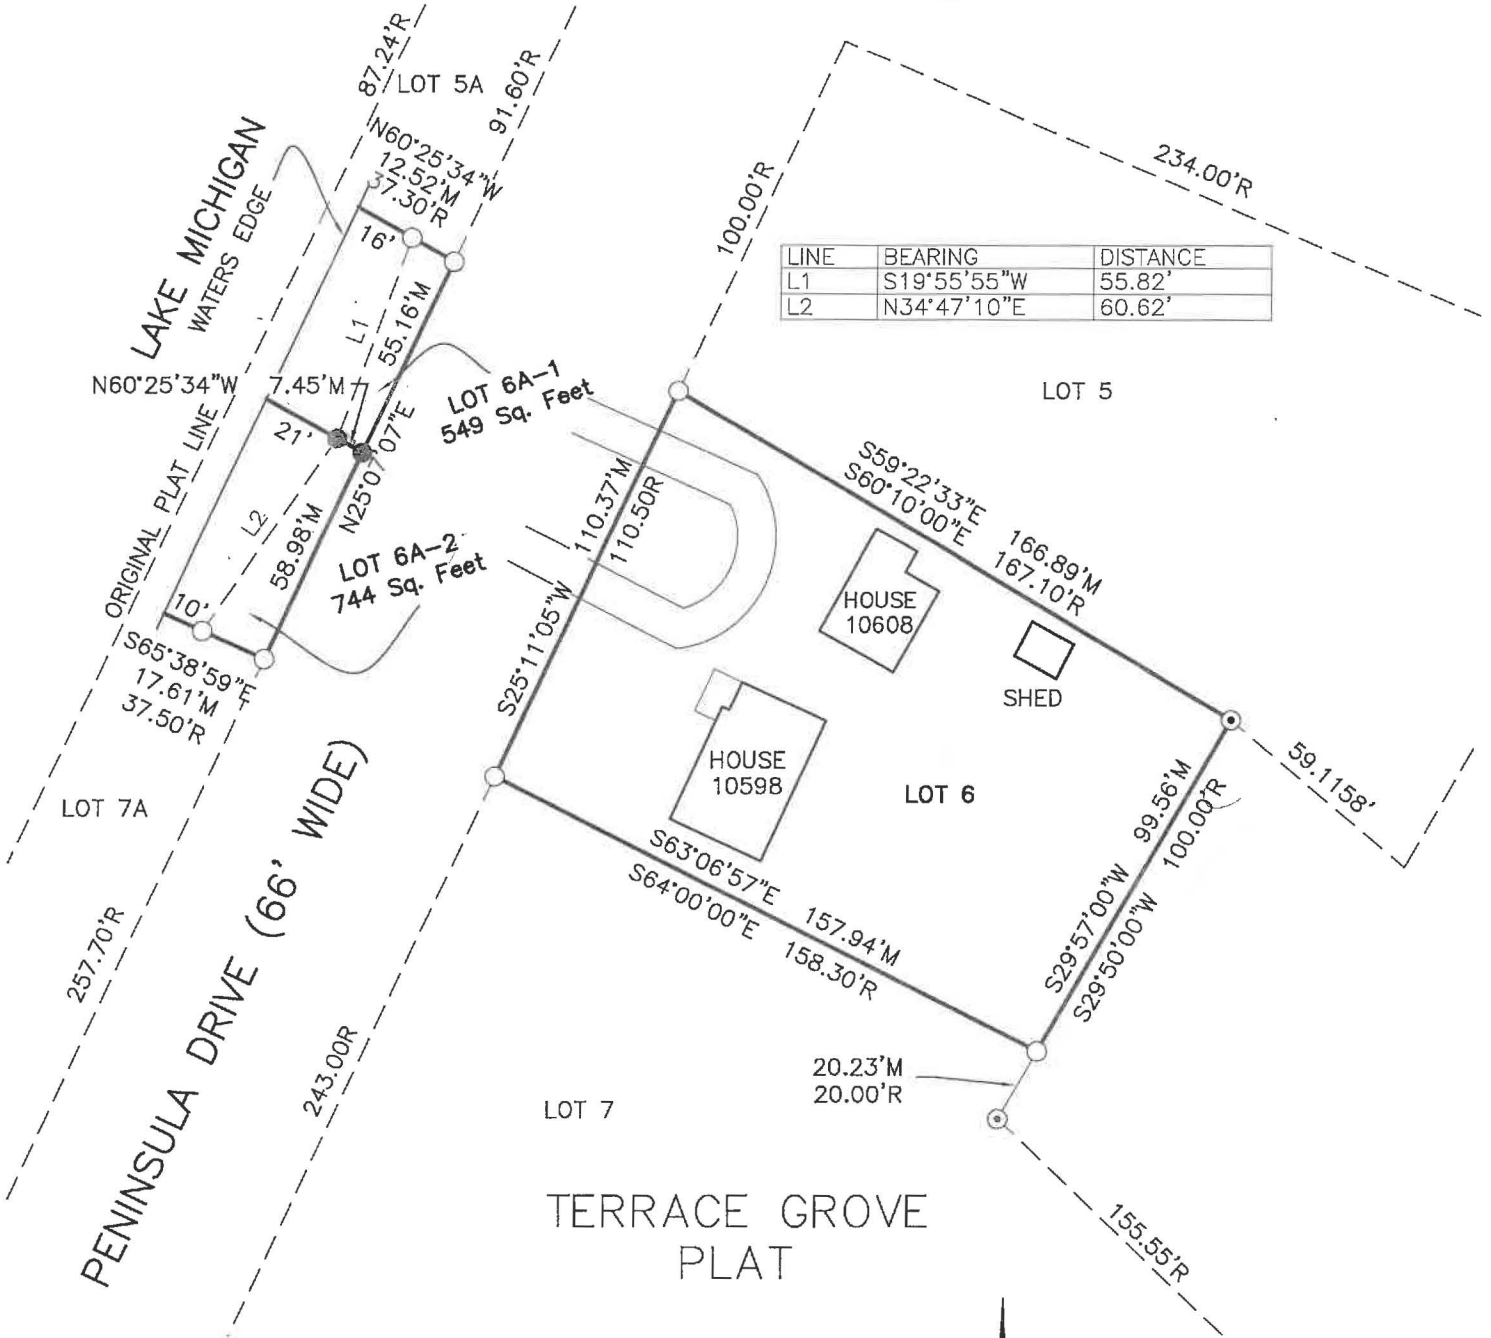 87.24'R
LOT 5A
91.60'R
N60°25'34"W
12.52'M
37.30'R
16'
LAKE MICHIGAN
WATERS EDGE
L1
55.16'M
N60°25'34"W 7.45'M
21'
LOT 6A-1
549 Sq. Feet
ORIGINAL PLAT LINE
L2
58.98'M
LOT 6A-2
744 Sq. Feet
10'
S65°38'59"E
17.61'M
37.50'R
LOT 7A
257.70'R
PENINSULA DRIVE (66' WIDE)
243.00R
100.00'R
234.00'R
LINE BEARING DISTANCE
L1 S19°55'55"W 55.82'
L2 N34°47'10"E 60.62'
LOT 5
110.37'M
110.50R
S25°11'05"W
S59°22'33"E 166.89'M
S60°10'00"E 167.10'R
HOUSE
10608
SHED
HOUSE
10598
LOT 6
59.1158'
S29°57'00"W 99.56'M
S29°50'00"W 100.00'R
S63°06'57"E 157.94'M
S64°00'00"E 158.30'R
20.23'M
20.00'R
LOT 7
155.55'R
TERRACE GROVE
PLAT